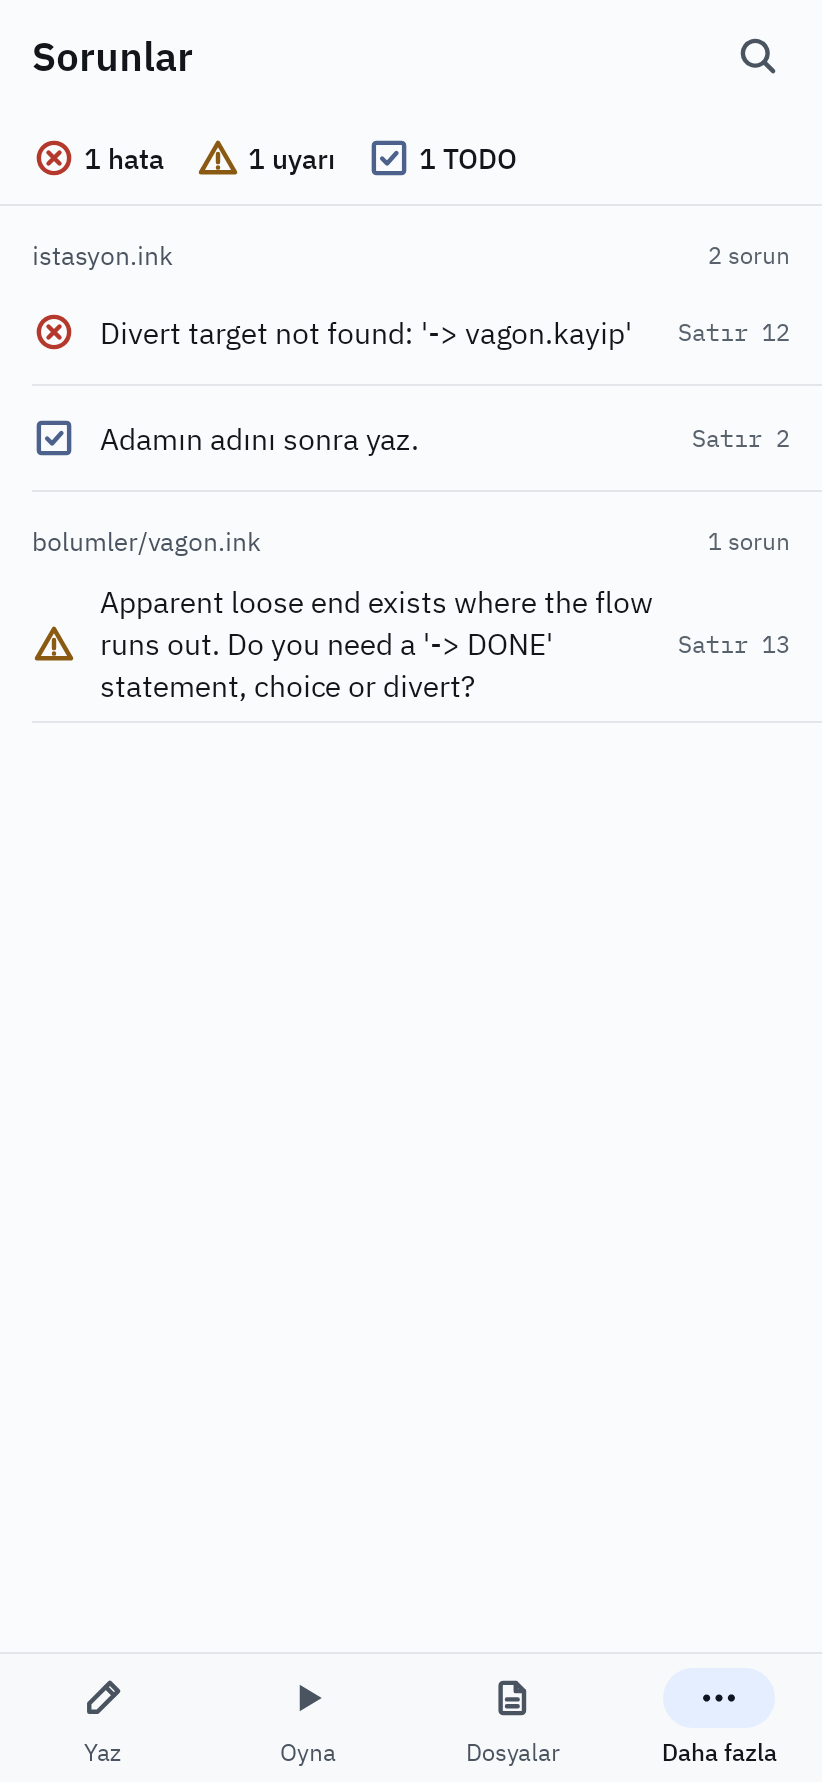 Sorunlar
1 hata
1 uyarı
1 TODO
istasyon.ink
2 sorun
Divert target not found: '-> vagon.kayip'
Satır 12
Adamın adını sonra yaz.
Satır 2
bolumler/vagon.ink
1 sorun
Apparent loose end exists where the flow
runs out. Do you need a '-> DONE'
statement, choice or divert?
Satır 13
Yaz
Oyna
Dosyalar
Daha fazla